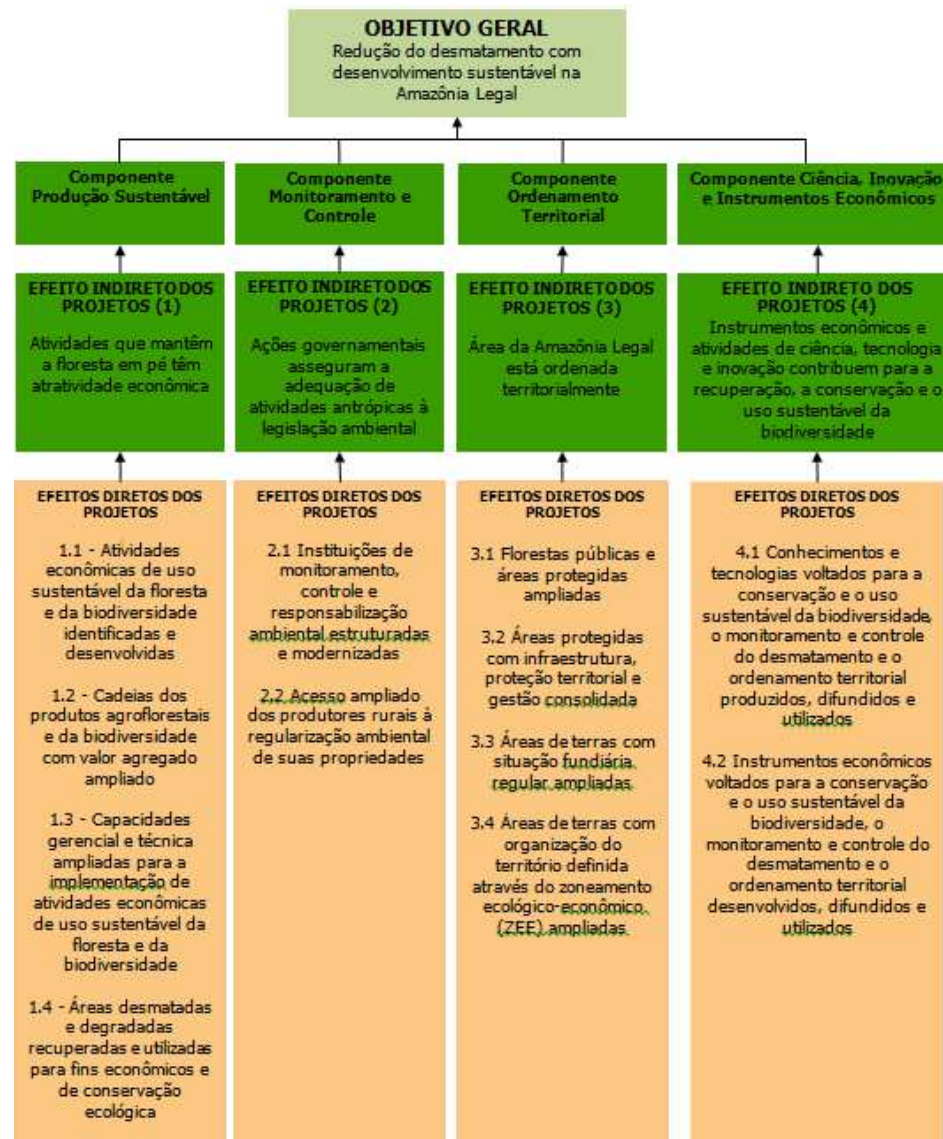 OBJETIVO GERAL
Redução do desmatamento com
desenvolvimento sustentável na
Amazônia Legal
Componente
Produção Sustentável
Componente
Monitoramento e
Controle
Componente
Ordenamento
Territorial
Componente Ciência, Inovação
e Instrumentos Econômicos
EFEITO INDIRETO DOS
PROJETOS (1)
Atividades que mantêm
a floresta em pé têm
atratividade econômica
EFEITO INDIRETO DOS
PROJETOS (2)
Ações governamentais
asseguram a
adequação de
atividades antrópicas à
legislação ambiental
EFEITO INDIRETO DOS
PROJETOS (3)
Área da Amazônia Legal
está ordenada
territorialmente
EFEITO INDIRETO DOS
PROJETOS (4)
Instrumentos econômicos e
atividades de ciência, tecnologia
e inovação contribuem para a
recuperação, a conservação e o
uso sustentável da
biodiversidade
EFEITOS DIRETOS DOS
PROJETOS
1.1 - Atividades
econômicas de uso
sustentável da floresta
e da biodiversidade
identificadas e
desenvolvidas
1.2 - Cadeias dos
produtos agroflorestais
e da biodiversidade
com valor agregado
ampliado
1.3 - Capacidades
gerencial e técnica
ampliadas para a
implementação de
atividades econômicas
de uso sustentável da
floresta e da
biodiversidade
1.4 - Áreas desmatadas
e degradadas
recuperadas e utilizadas
para fins econômicos e
de conservação
ecológica
EFEITOS DIRETOS DOS
PROJETOS
2.1 Instituições de
monitoramento,
controle e
responsabilização
ambiental estruturadas
e modernizadas
2.2 Acesso ampliado
dos produtores rurais à
regularização ambiental
de suas propriedades
EFEITOS DIRETOS DOS
PROJETOS
3.1 Florestas públicas e
áreas protegidas
ampliadas
3.2 Áreas protegidas
com infraestrutura,
proteção territorial e
gestão consolidada
3.3 Áreas de terras com
situação fundiária
regular ampliadas
3.4 Áreas de terras com
organização do
território definida
através do zoneamento
ecológico-econômico
(ZEE) ampliadas
EFEITOS DIRETOS DOS
PROJETOS
4.1 Conhecimentos e
tecnologias voltados para a
conservação e o uso
sustentável da biodiversidade,
o monitoramento e controle
do desmatamento e o
ordenamento territorial
produzidos, difundidos e
utilizados
4.2 Instrumentos econômicos
voltados para a conservação
e o uso sustentável da
biodiversidade, o
monitoramento e controle do
desmatamento e o
ordenamento territorial
desenvolvidos, difundidos e
utilizados